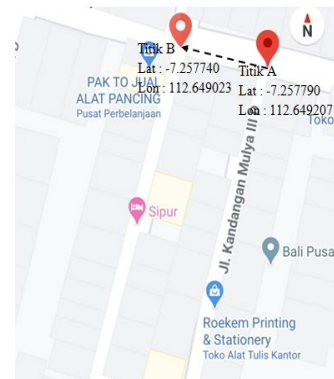 N
Titik B
Lat : -7.257740
Lon : 112.649023
Titik A
Lat : -7.257790
Lon : 112.649207
PAK TO JUAL
ALAT PANCING
Pusat Perbelanjaan
Toko
Jl. Kandangan Mulya III
Sipur
Bali Pusa
Roekem Printing
& Stationery
Toko Alat Tulis Kantor